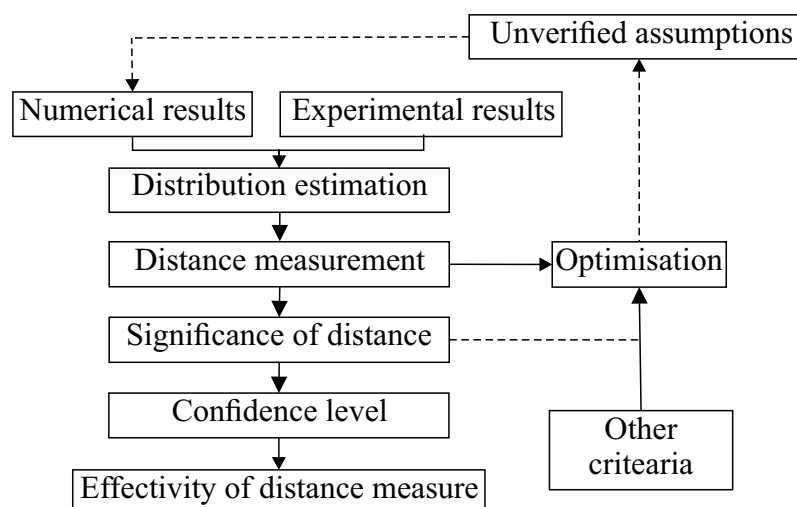 Unverified assumptions
Numerical results
Experimental results
Distribution estimation
Distance measurement
Optimisation
Significance of distance
Confidence level
Other
critearia
Effectivity of distance measure